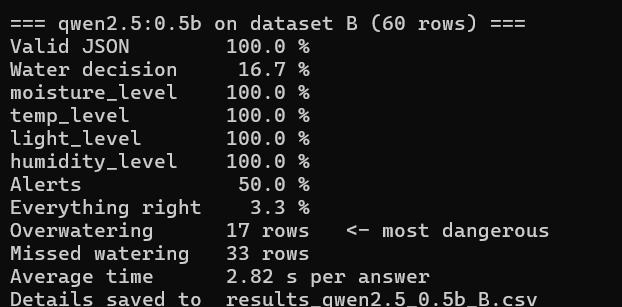 === qwen2.5:0.5b on dataset B (60 rows) ===
Valid JSON 100.0 %
Water decision 16.7 %
moisture_level 100.0 %
temp_level 100.0 %
light_level 100.0 %
humidity_level 100.0 %
Alerts 50.0 %
Everything right 3.3 %
Overwatering 17 rows <- most dangerous
Missed watering 33 rows
Average time 2.82 s per answer
Details saved to results_qwen2.5_0.5b_B.csv